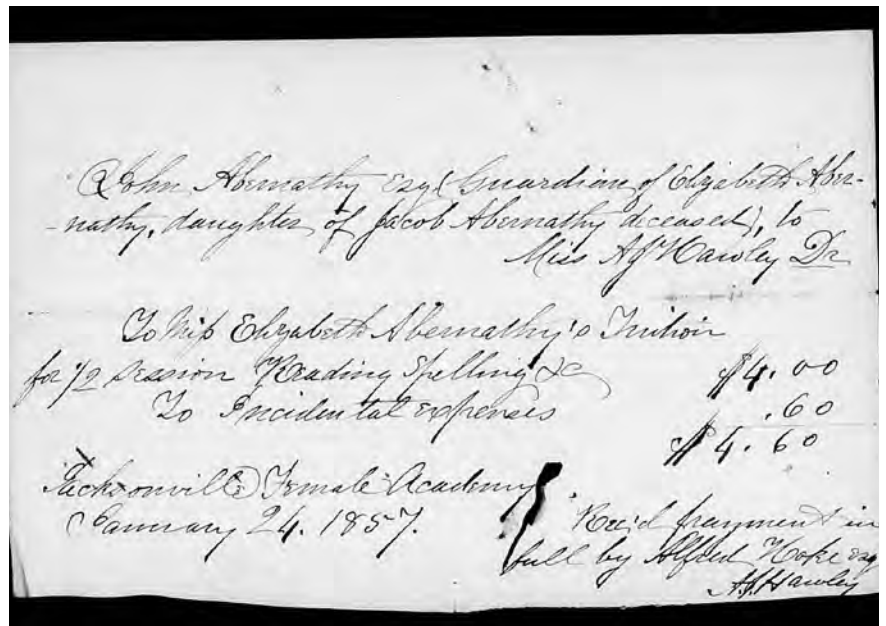 John Abernathy Esq (Guardian of Elizabeth Aber-
-nathy, daughter of Jacob Abernathy deceased), to
Miss A J Hawley Dr
To Miss Elizabeth Abernathy's Tuition
for 1/2 session Reading Spelling &c $4.00
To Incidental expenses .60
$4.60
Jacksonville Female Academy
January 24. 1857.
Rec'd payment in
full by Alfred Hoke esq
A J Hawley